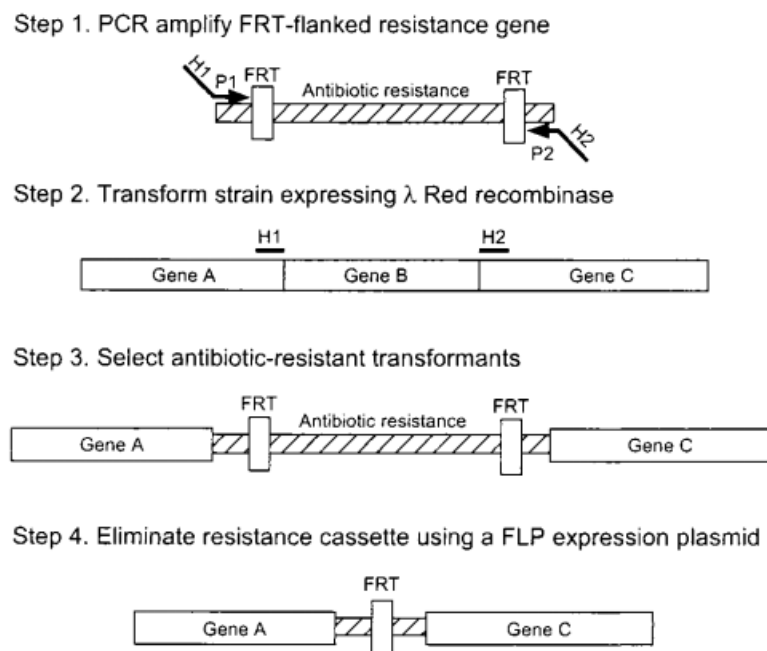 Step 1. PCR amplify FRT-flanked resistance gene
H1
P1
FRT
Antibiotic resistance
FRT
P2
H2
Step 2. Transform strain expressing λ Red recombinase
H1
H2
Gene A
Gene B
Gene C
Step 3. Select antibiotic-resistant transformants
FRT
Antibiotic resistance
FRT
Gene A
Gene C
Step 4. Eliminate resistance cassette using a FLP expression plasmid
FRT
Gene A
Gene C